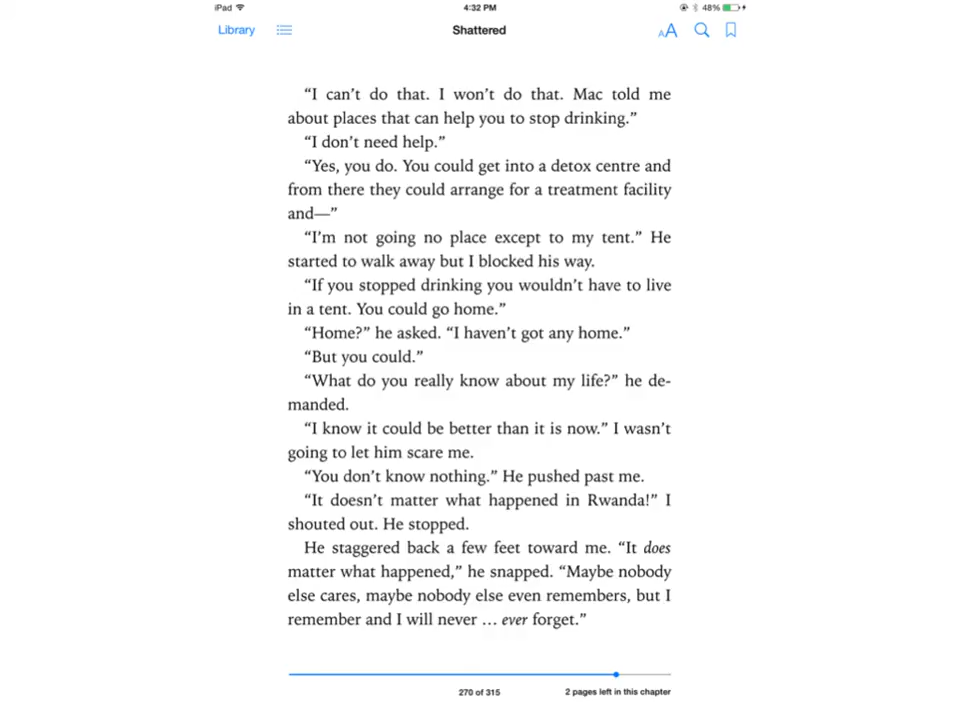 iPad 4:32 PM 48%
Library Shattered AA
“I can’t do that. I won’t do that. Mac told me
about places that can help you to stop drinking.”
“I don’t need help.”
“Yes, you do. You could get into a detox centre and
from there they could arrange for a treatment facility
and—”
“I’m not going no place except to my tent.” He
started to walk away but I blocked his way.
“If you stopped drinking you wouldn’t have to live
in a tent. You could go home.”
“Home?” he asked. “I haven’t got any home.”
“But you could.”
“What do you really know about my life?” he de-
manded.
“I know it could be better than it is now.” I wasn’t
going to let him scare me.
“You don’t know nothing.” He pushed past me.
“It doesn’t matter what happened in Rwanda!” I
shouted out. He stopped.
He staggered back a few feet toward me. “It does
matter what happened,” he snapped. “Maybe nobody
else cares, maybe nobody else even remembers, but I
remember and I will never … ever forget.”
270 of 315 2 pages left in this chapter